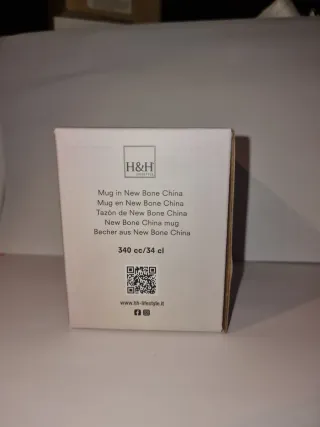 H&H
Mug in New Bone China
Mug en New Bone China
Tazón de New Bone China
New Bone China mug
Becher aus New Bone China
340 cc/34 cl
www.hh-lifestyle.it